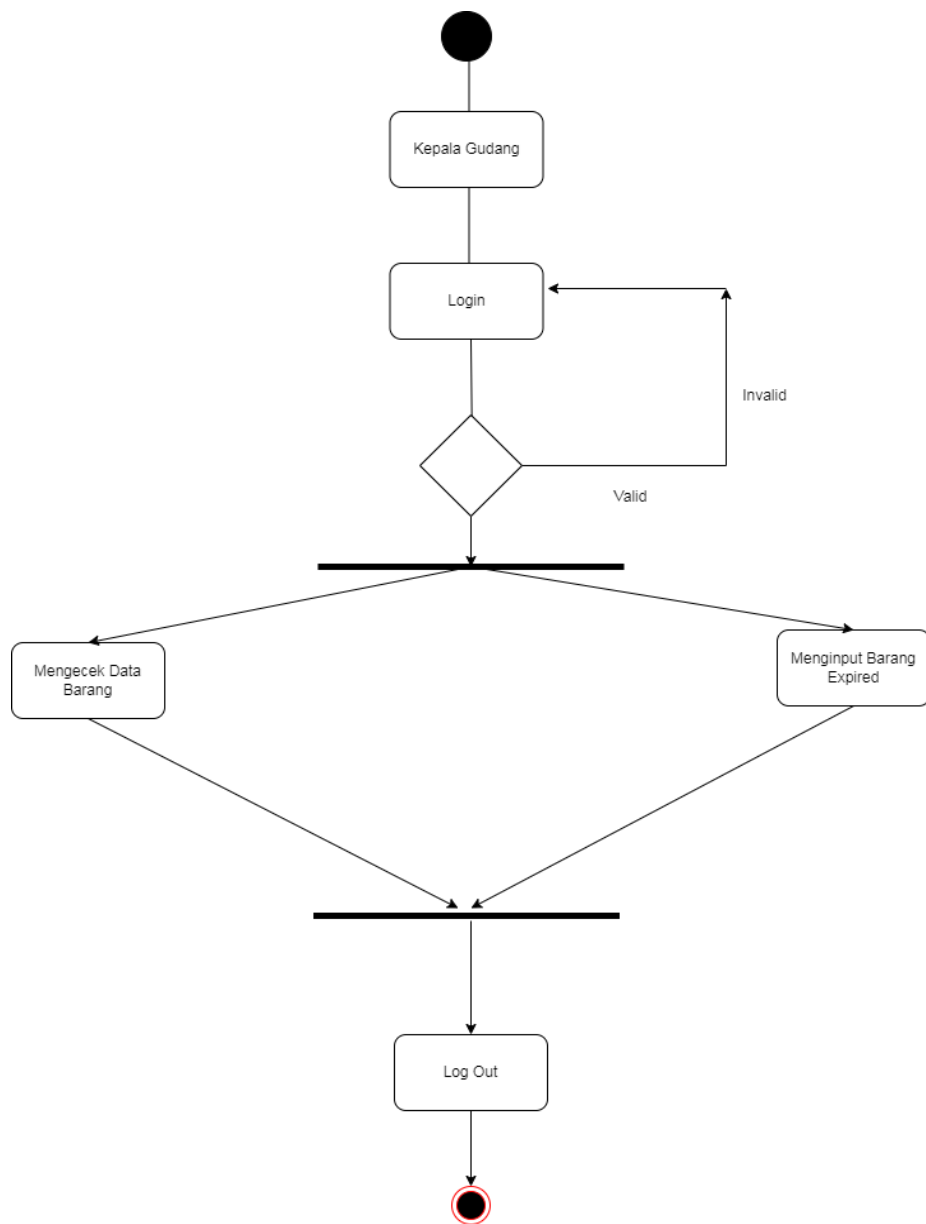 Kepala Gudang
Login
Invalid
Valid
Mengecek Data
Barang
Menginput Barang
Expired
Log Out